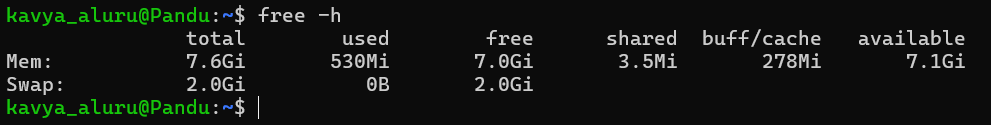 kavya_aluru@Pandu:~$ free -h
total used free shared buff/cache available
Mem: 7.6Gi 530Mi 7.0Gi 3.5Mi 278Mi 7.1Gi
Swap: 2.0Gi 0B 2.0Gi
kavya_aluru@Pandu:~$